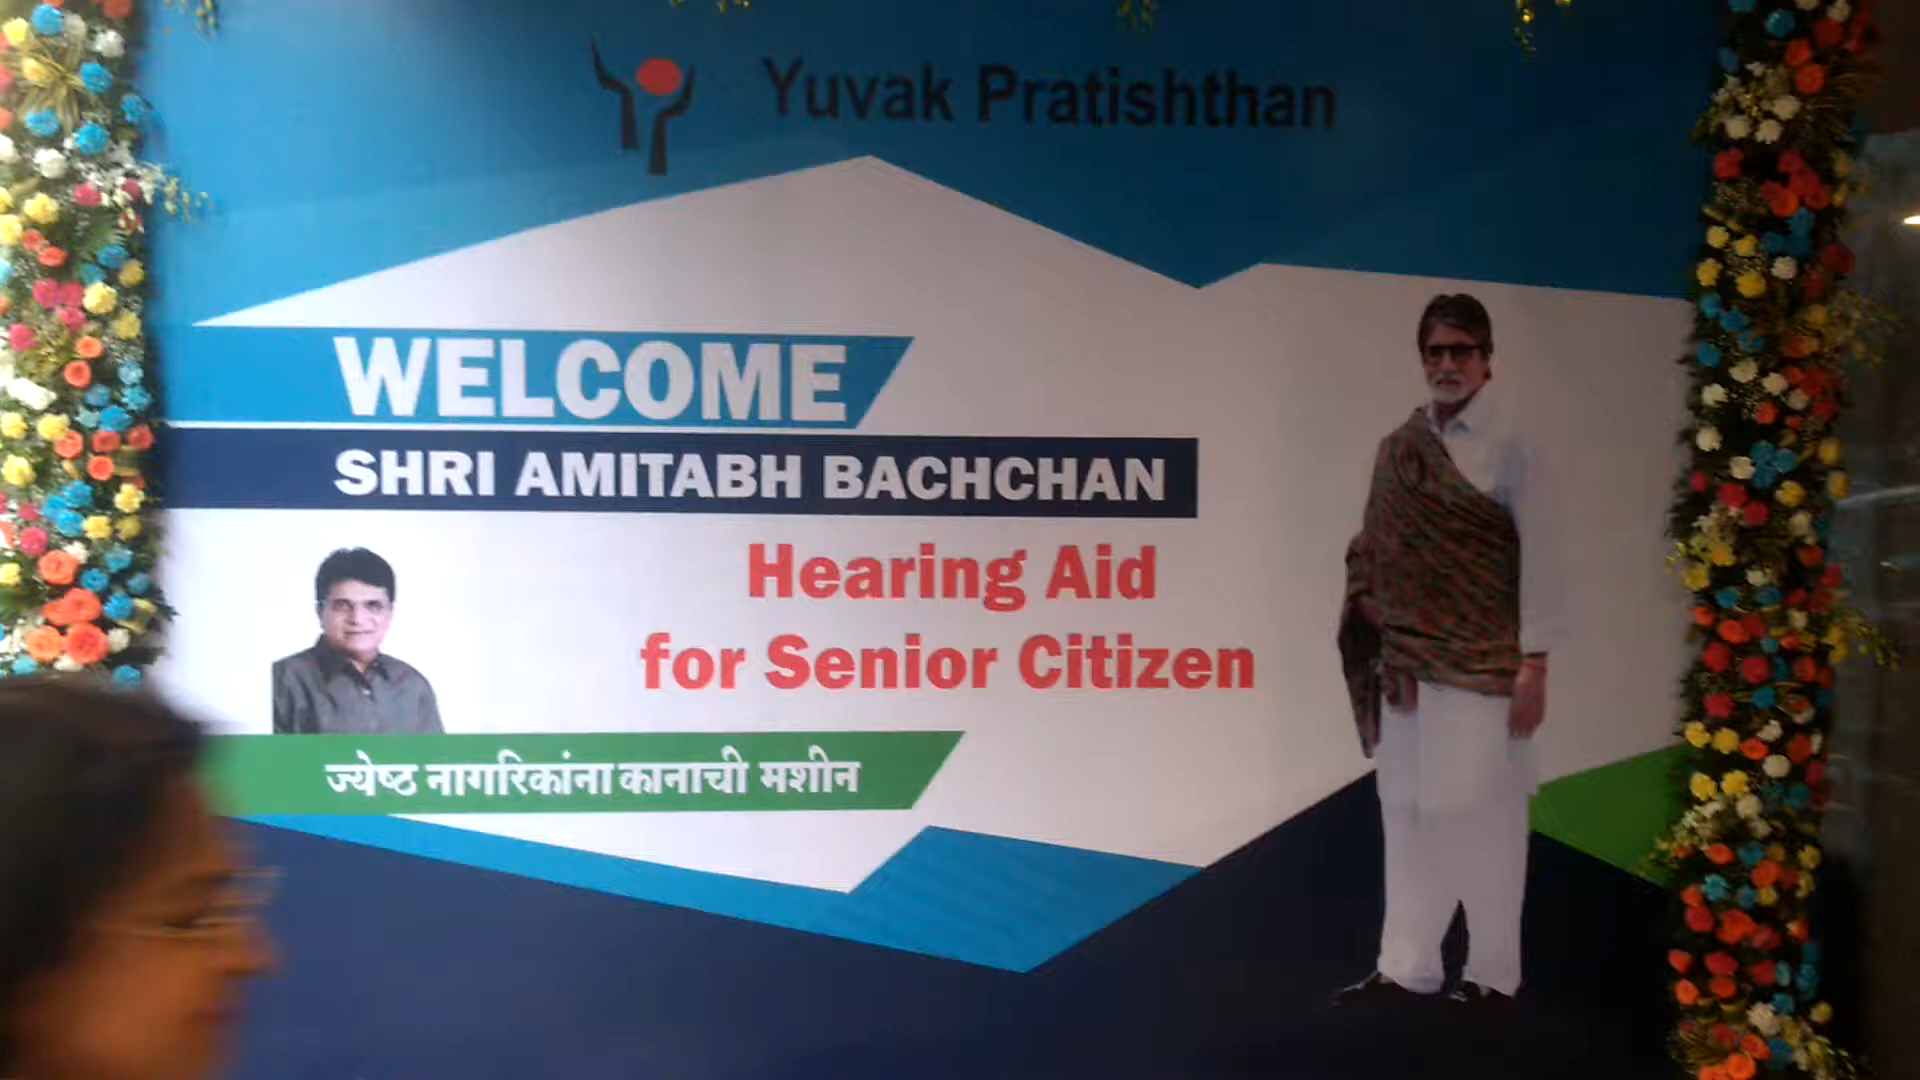 Yuvak Pratishthan
WELCOME
SHRI AMITABH BACHCHAN
Hearing Aid
for Senior Citizen
ज्येष्ठ नागरिकांना कानाची मशीन